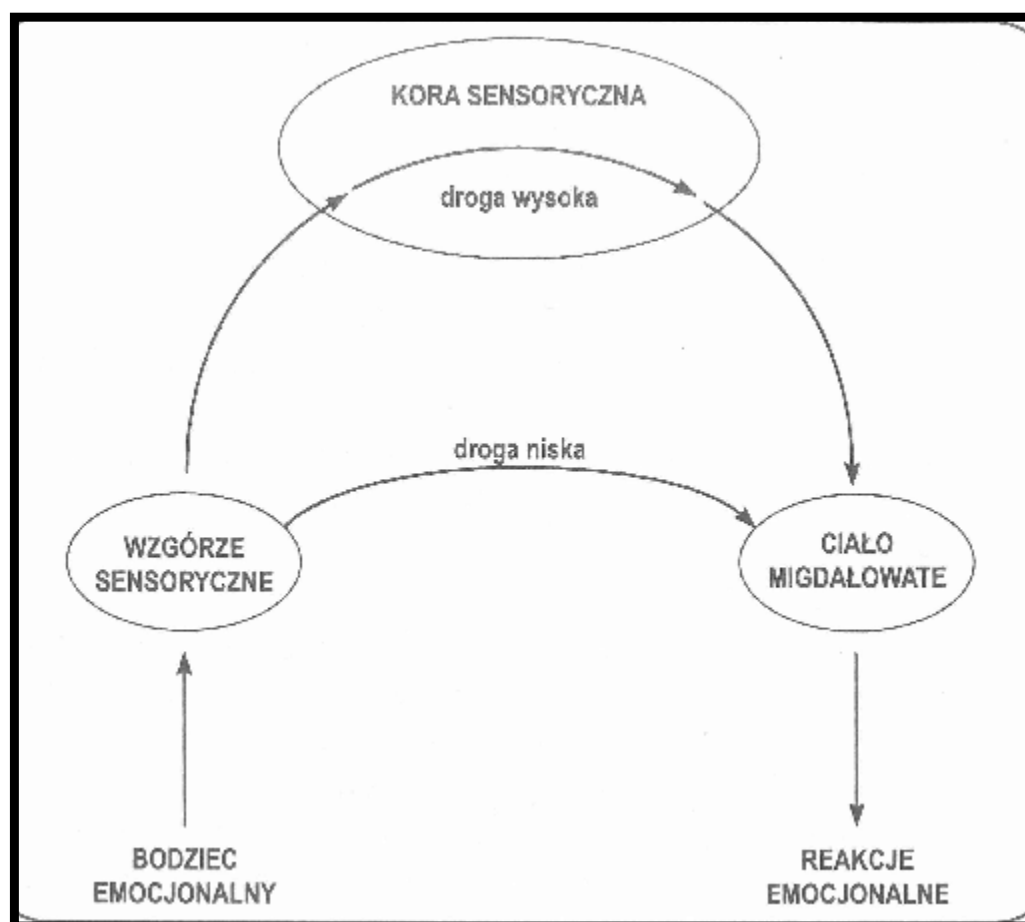 KORA SENSORYCZNA
droga wysoka
droga niska
WZGÓRZE
SENSORYCZNE
CIAŁO
MIGDAŁOWATE
BODZIEC
EMOCJONALNY
REAKCJE
EMOCJONALNE